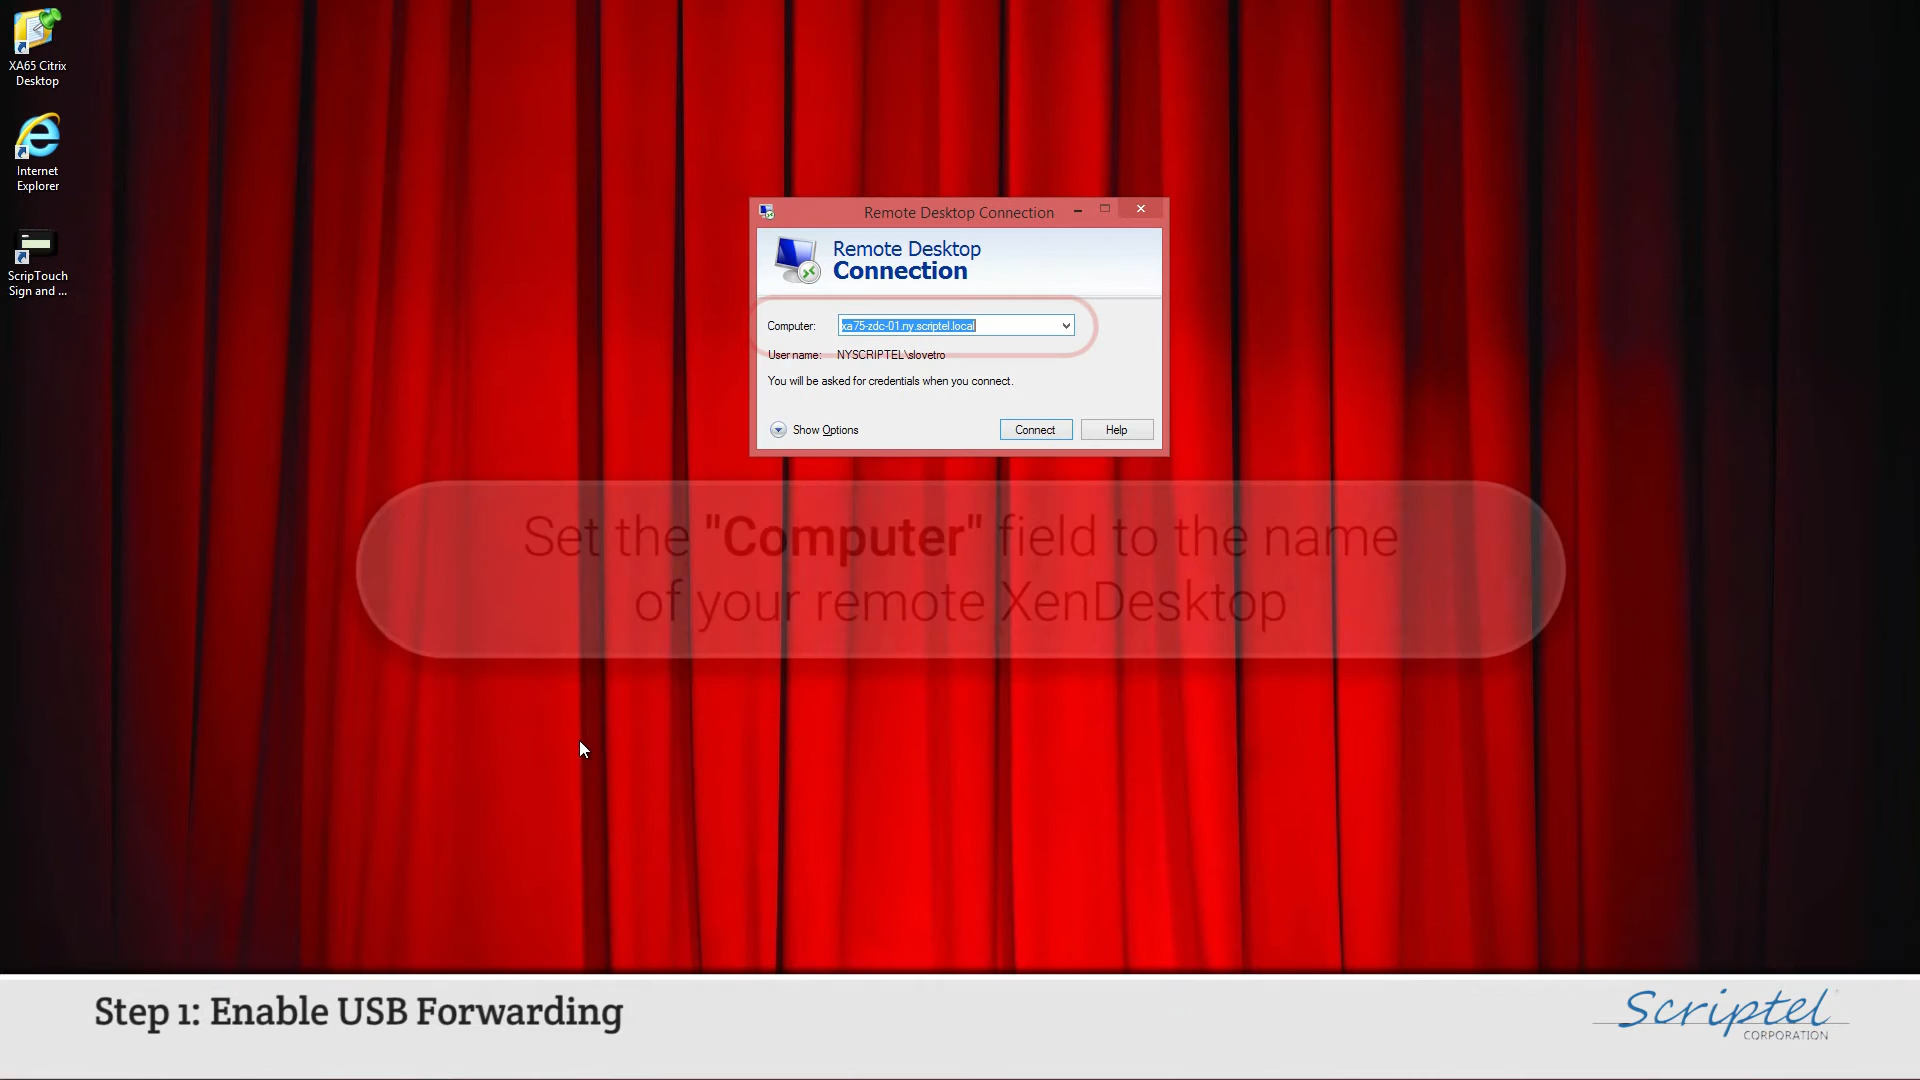 XA65 Citrix
Desktop
Internet
Explorer
ScripTouch
Sign and ...
Remote Desktop Connection
Remote Desktop
Connection
Computer: xa75-zdc-01.ny.scriptel.local
User name: NYSCRIPTEL\slovetro
You will be asked for credentials when you connect.
Show Options Connect Help
Set the "Computer" field to the name
of your remote XenDesktop
Step 1: Enable USB Forwarding
Scriptel
CORPORATION